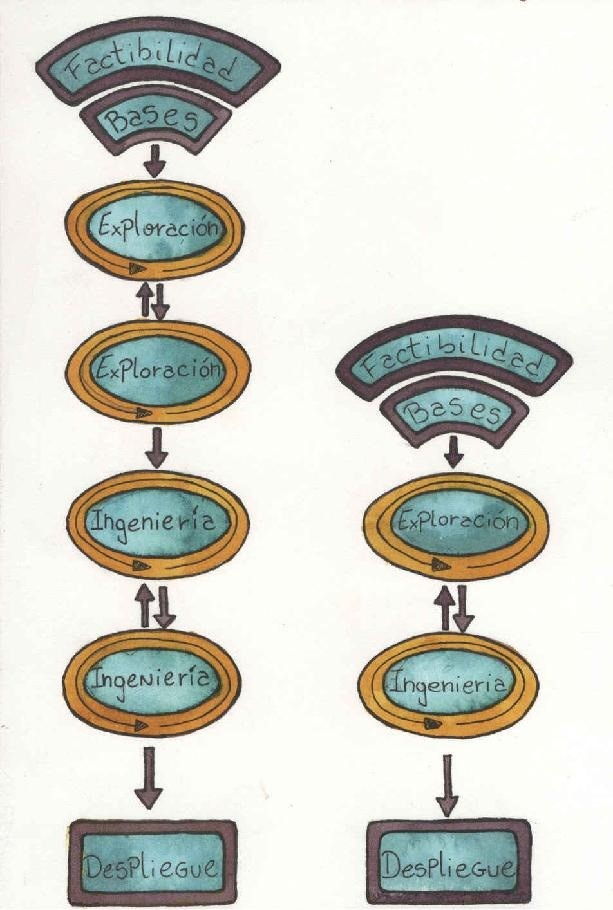 Factibilidad
Bases
Exploración
Exploración
Ingeniería
Ingeniería
Despliegue
Factibilidad
Bases
Exploración
Ingenieria
Despliegue